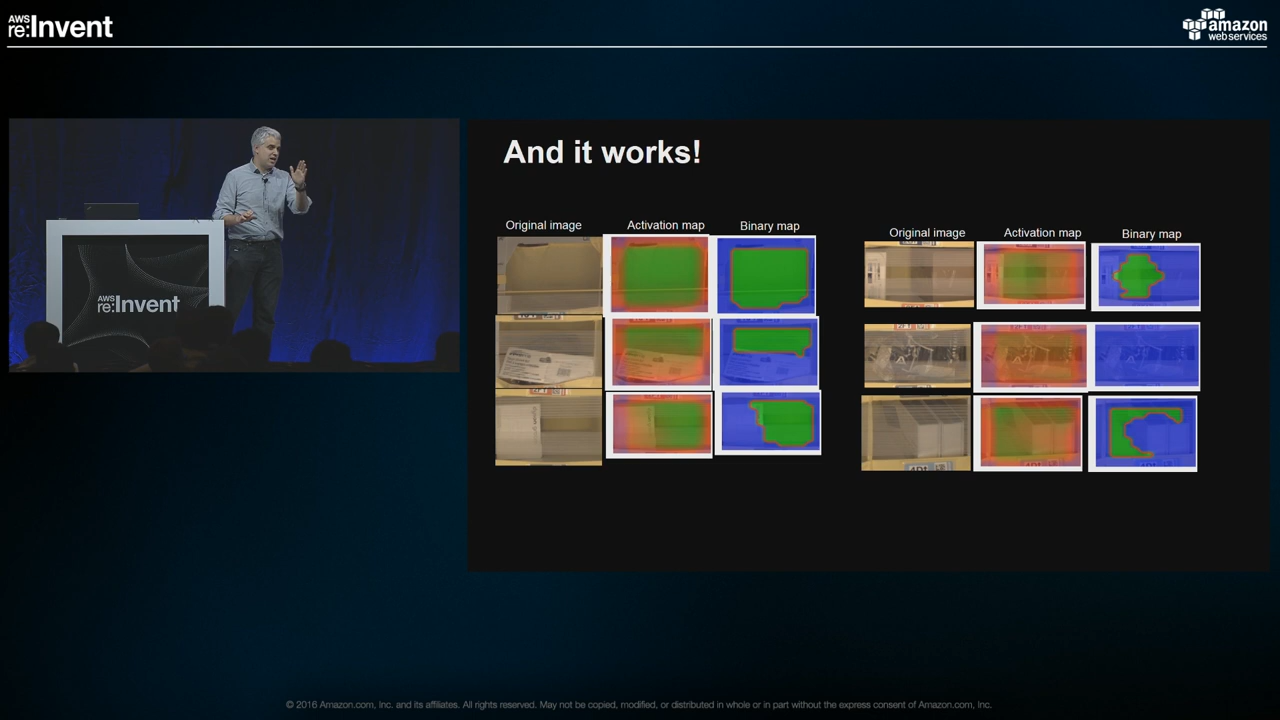 AWS
re:Invent
amazon
web services
AWS
re:Invent
And it works!
Original image Activation map Binary map
Original image Activation map Binary map
© 2016 Amazon.com, Inc. and its affiliates. All rights reserved. May not be copied, modified, or distributed in whole or in part without the express consent of Amazon.com, Inc.